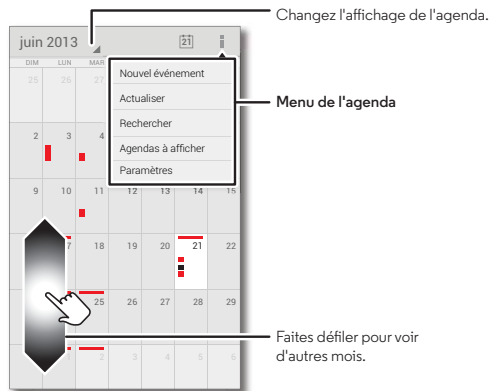 Changez l'affichage de l'agenda.
juin 2013 21
DIM LUN MAR
25 26 27
Nouvel événement
Actualiser
Rechercher
Agendas à afficher
Paramètres
Menu de l'agenda
2 3 4
9 10 11 12 13 14 15
7 18 19 20 21 22
25 26 27 28 29
2 3 4 5 6
Faites défiler pour voir
d'autres mois.